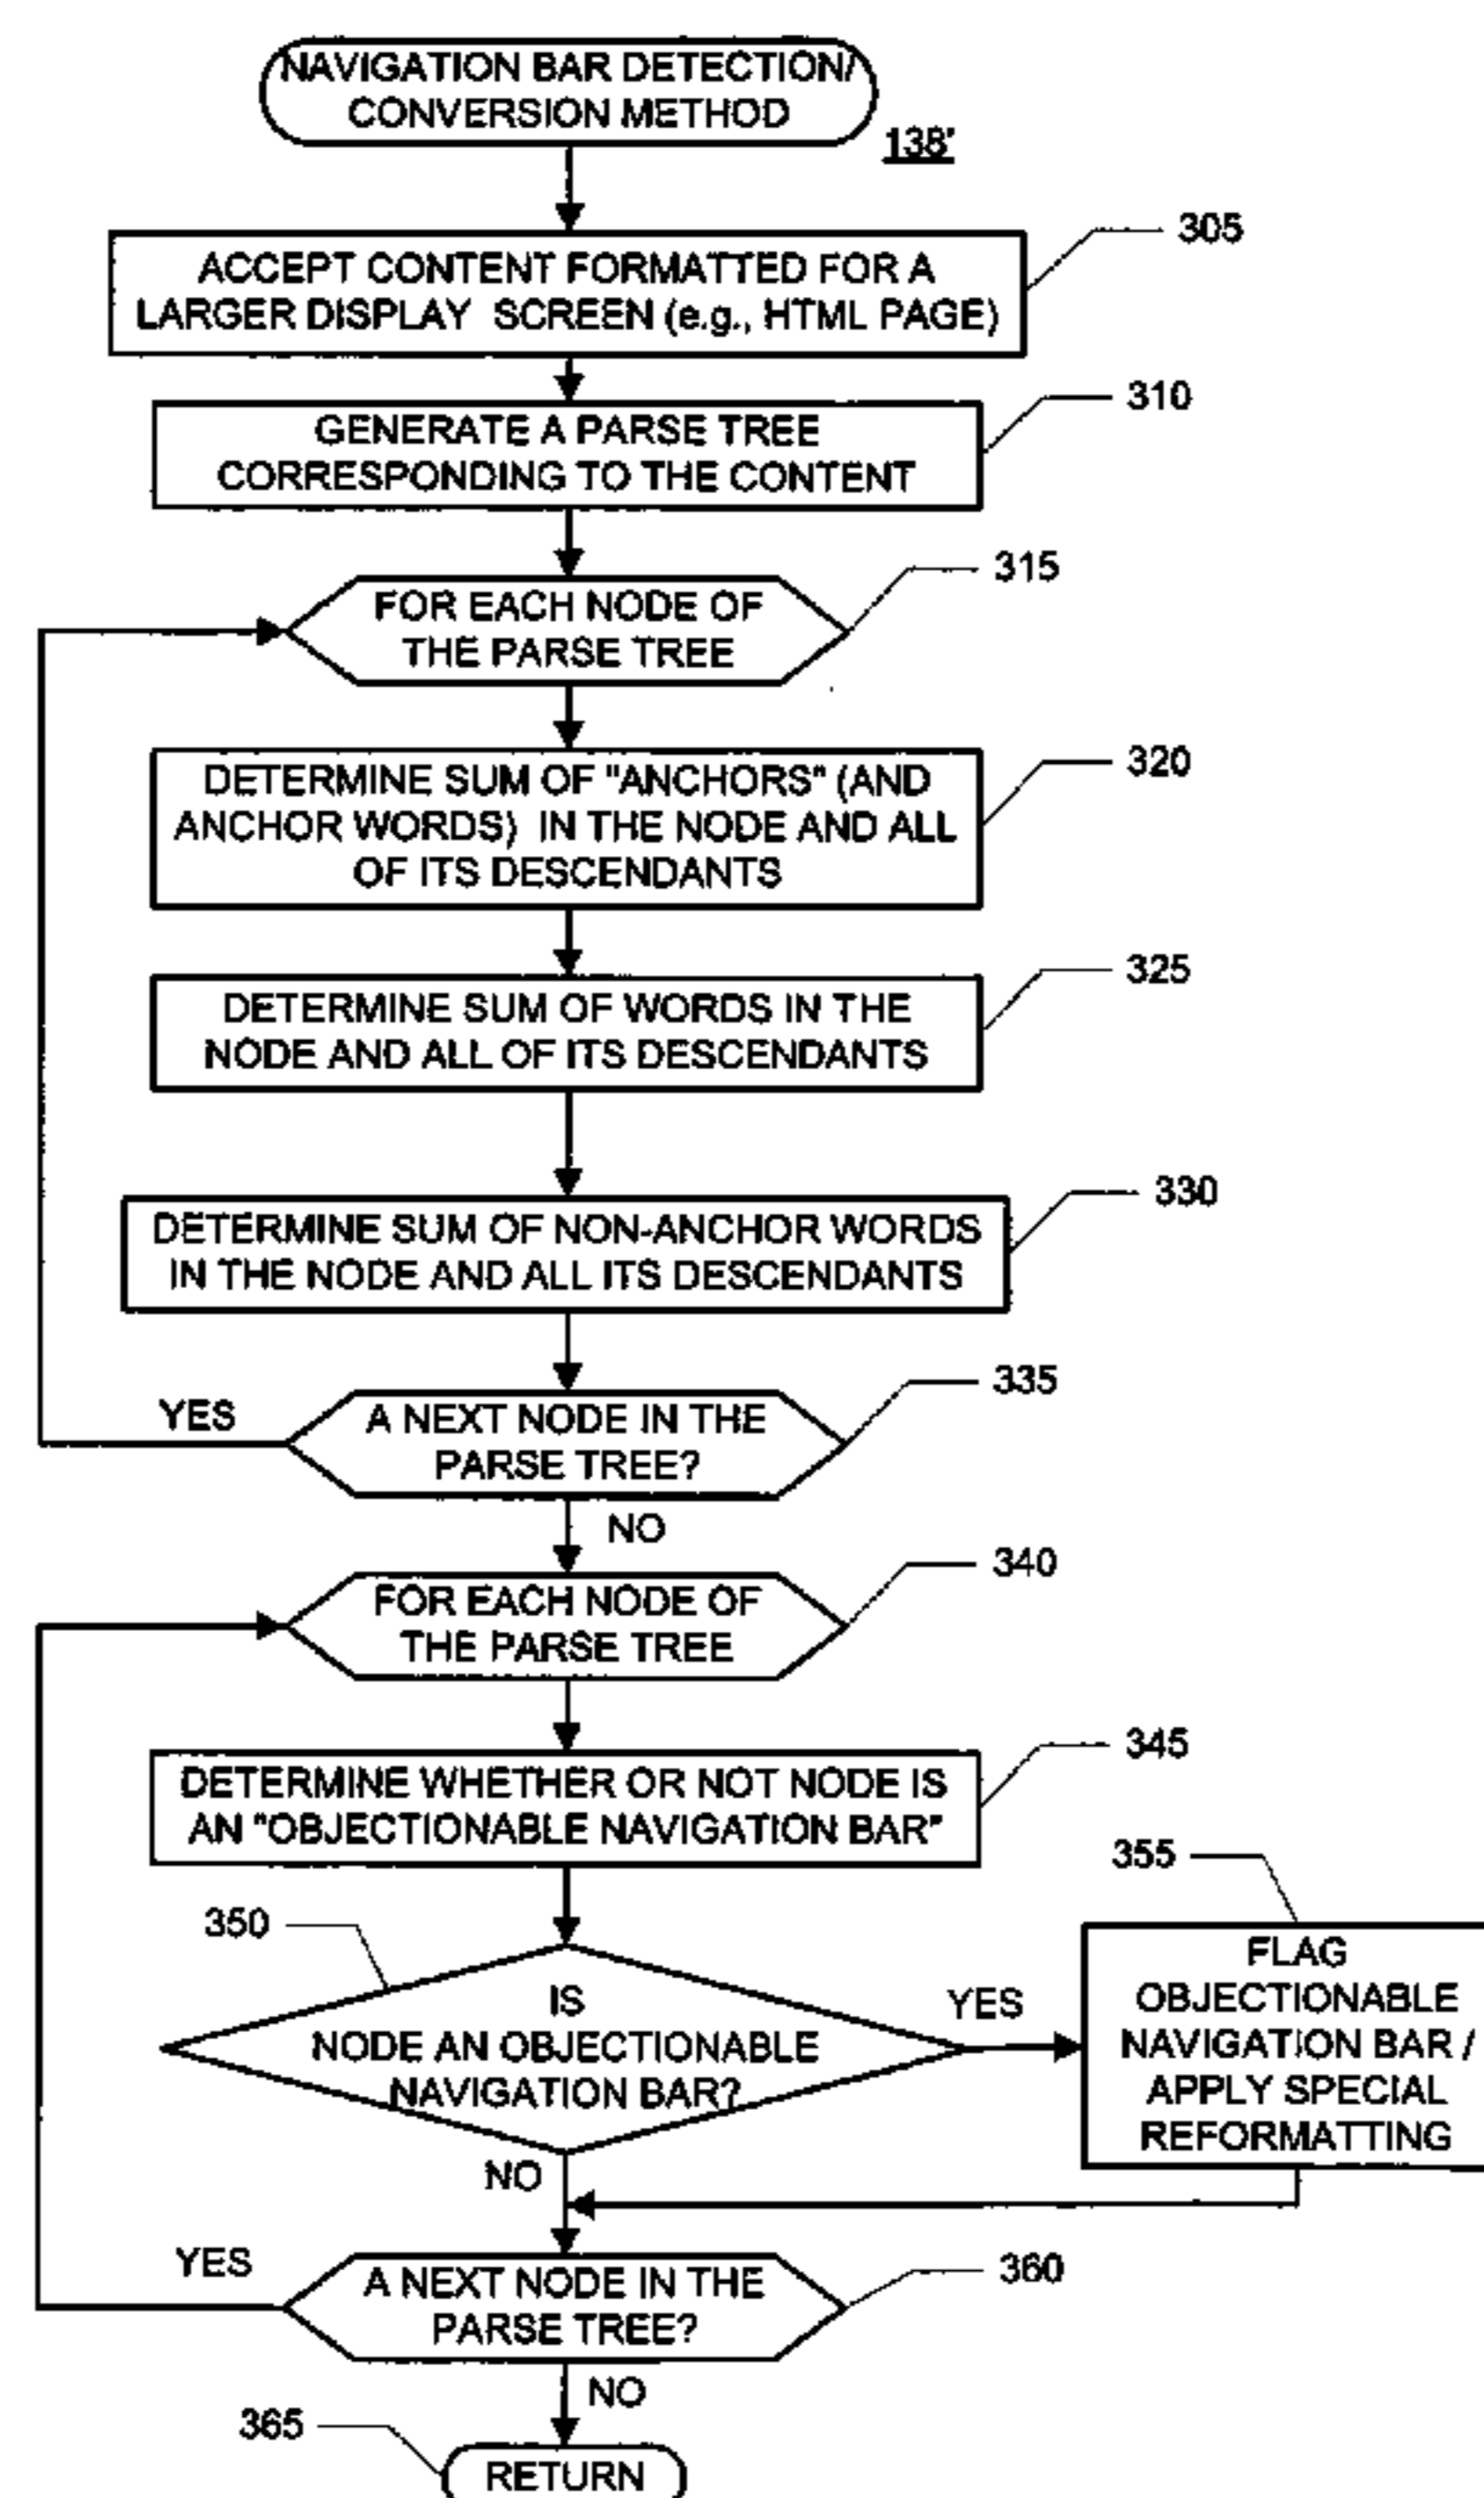 NAVIGATION BAR DETECTION/
CONVERSION METHOD
138'
305
ACCEPT CONTENT FORMATTED FOR A
LARGER DISPLAY SCREEN (e.g., HTML PAGE)
310
GENERATE A PARSE TREE
CORRESPONDING TO THE CONTENT
315
FOR EACH NODE OF
THE PARSE TREE
320
DETERMINE SUM OF "ANCHORS" (AND
ANCHOR WORDS) IN THE NODE AND ALL
OF ITS DESCENDANTS
325
DETERMINE SUM OF WORDS IN THE
NODE AND ALL OF ITS DESCENDANTS
330
DETERMINE SUM OF NON-ANCHOR WORDS
IN THE NODE AND ALL ITS DESCENDANTS
335
YES
A NEXT NODE IN THE
PARSE TREE?
NO
340
FOR EACH NODE OF
THE PARSE TREE
345
DETERMINE WHETHER OR NOT NODE IS
AN "OBJECTIONABLE NAVIGATION BAR"
355
350
FLAG
OBJECTIONABLE
NAVIGATION BAR /
APPLY SPECIAL
REFORMATTING
IS
NODE AN OBJECTIONABLE
NAVIGATION BAR?
YES
NO
YES
360
A NEXT NODE IN THE
PARSE TREE?
NO
365
RETURN